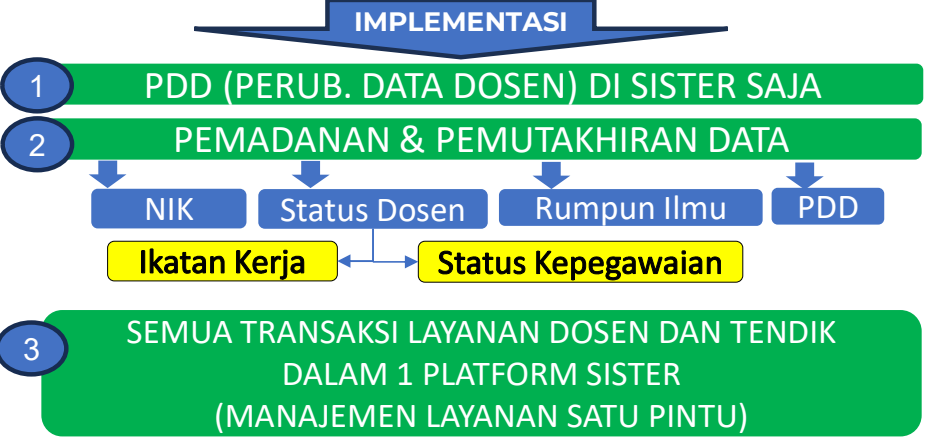 IMPLEMENTASI
1 PDD (PERUB. DATA DOSEN) DI SISTER SAJA
2 PEMADANAN & PEMUTAKHIRAN DATA
NIK Status Dosen Rumpun Ilmu PDD
Ikatan Kerja Status Kepegawaian
3 SEMUA TRANSAKSI LAYANAN DOSEN DAN TENDIK
DALAM 1 PLATFORM SISTER
(MANAJEMEN LAYANAN SATU PINTU)